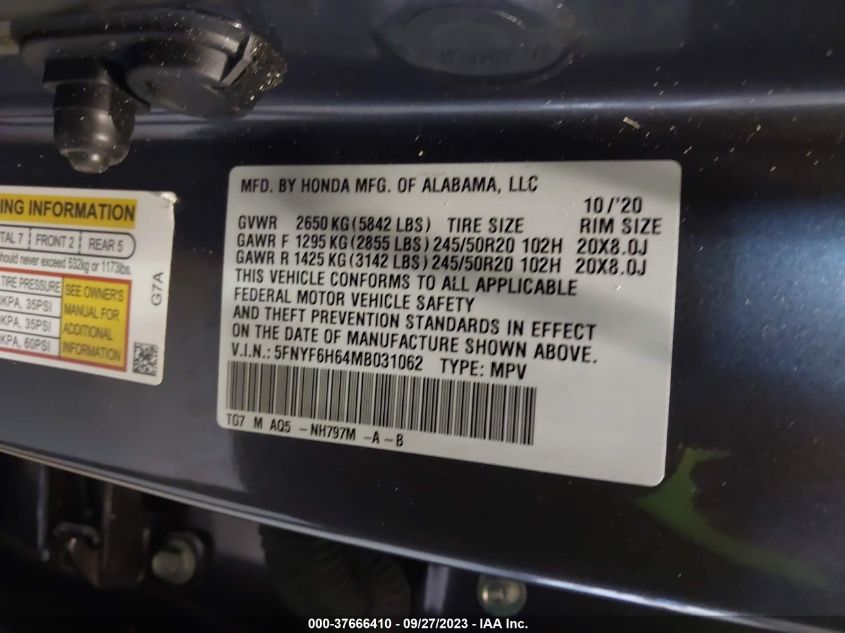 MFD. BY HONDA MFG. OF ALABAMA, LLC
10/'20
GVWR 2650 KG (5842 LBS) TIRE SIZE RIM SIZE
GAWR F 1295 KG (2855 LBS) 245/50R20 102H 20X8.0J
GAWR R 1425 KG (3142 LBS) 245/50R20 102H 20X8.0J
THIS VEHICLE CONFORMS TO ALL APPLICABLE
FEDERAL MOTOR VEHICLE SAFETY
AND THEFT PREVENTION STANDARDS IN EFFECT
ON THE DATE OF MANUFACTURE SHOWN ABOVE.
V.I.N.: 5FNYF6H64MB031062 TYPE: MPV
TG7 M AQ5 -NH797M -A-B
ING INFORMATION
TOTAL 7 FRONT 2 REAR 5
should never exceed 532kg or 1173lbs.
TIRE PRESSURE
KPA, 35PSI
KPA, 35PSI
KPA, 60PSI
SEE OWNER'S
MANUAL FOR
ADDITIONAL
INFORMATION
G7A
000-37666410 - 09/27/2023 - IAA Inc.